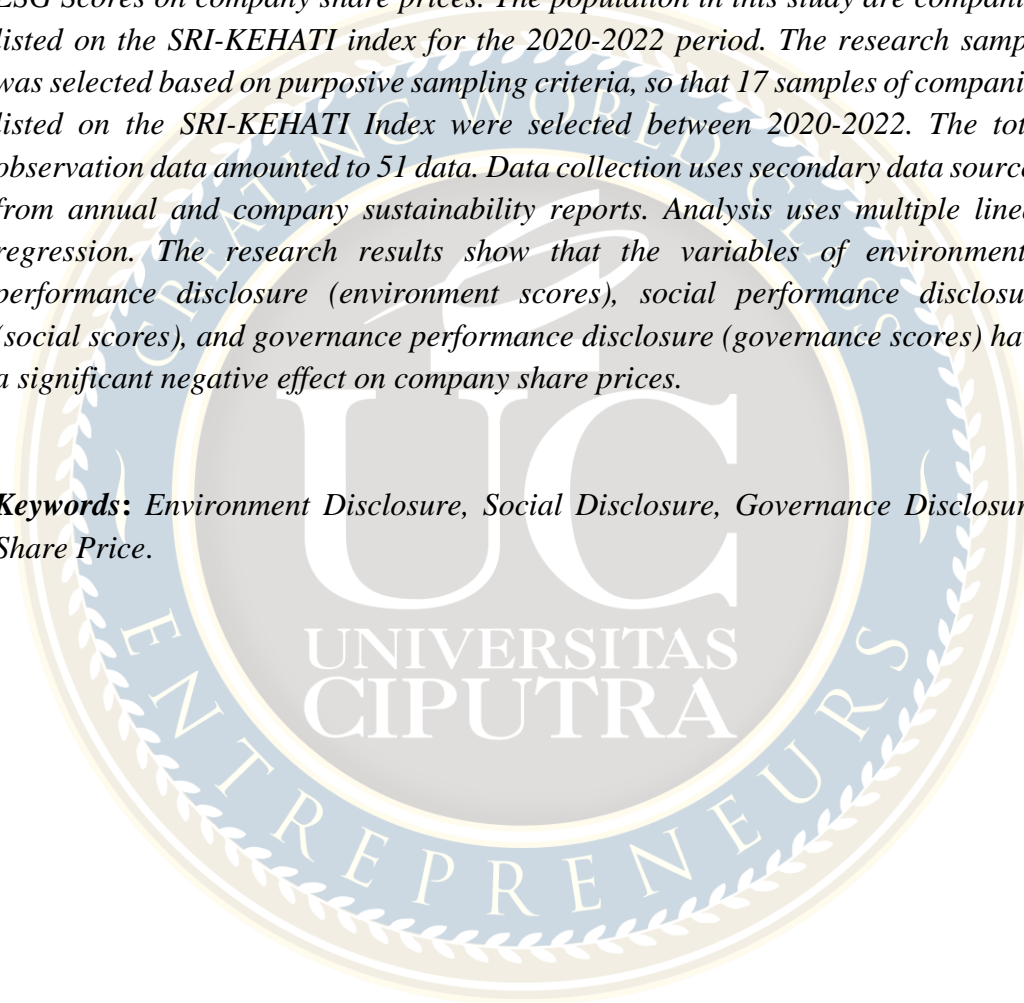 ESG Scores on company share prices. The population in this study are compani
listed on the SRI-KEHATI index for the 2020-2022 period. The research samp
was selected based on purposive sampling criteria, so that 17 samples of compani
listed on the SRI-KEHATI Index were selected between 2020-2022. The tot
observation data amounted to 51 data. Data collection uses secondary data source
from annual and company sustainability reports. Analysis uses multiple linea
regression. The research results show that the variables of environment
performance disclosure (environment scores), social performance disclosu
(social scores), and governance performance disclosure (governance scores) hav
a significant negative effect on company share prices.
Keywords: Environment Disclosure, Social Disclosure, Governance Disclosur
Share Price.
CREATING WORLD CLASS
UC
UNIVERSITAS
CIPUTRA
ENTREPRENEURS